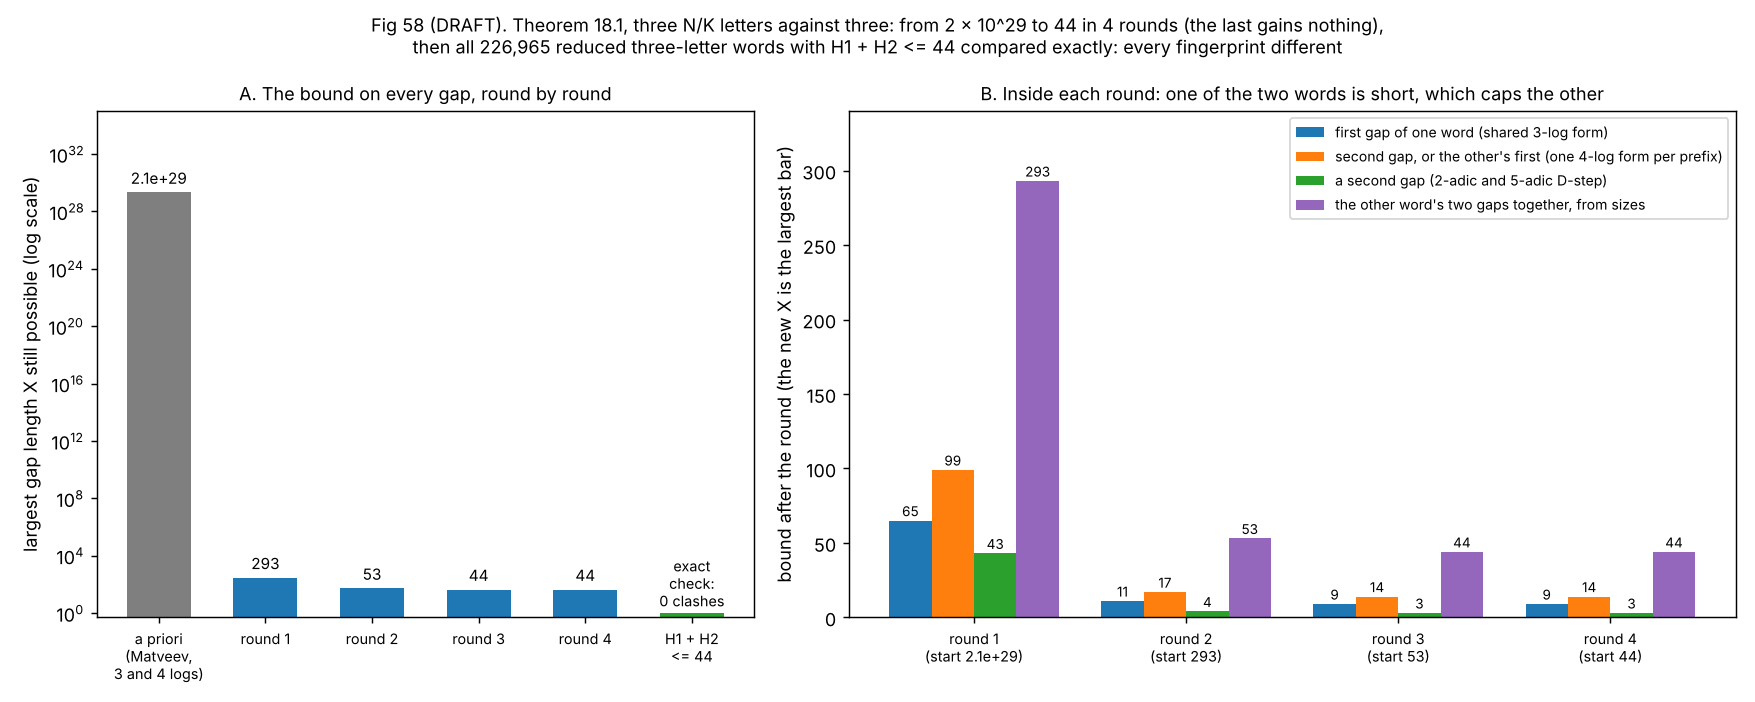 Fig 58 (DRAFT). Theorem 18.1, three N/K letters against three: from 2 × 10^29 to 44 in 4 rounds (the last gains nothing),
then all 226,965 reduced three-letter words with H1 + H2 <= 44 compared exactly: every fingerprint different
A. The bound on every gap, round by round
largest gap length X still possible (log scale)
10^32
10^28
10^24
10^20
10^16
10^12
10^8
10^4
10^0
2.1e+29
293
53
44
44
exact
check:
0 clashes
a priori
(Matveev,
3 and 4 logs)
round 1
round 2
round 3
round 4
H1 + H2
<= 44
B. Inside each round: one of the two words is short, which caps the other
bound after the round (the new X is the largest bar)
300
250
200
150
100
50
0
first gap of one word (shared 3-log form)
second gap, or the other's first (one 4-log form per prefix)
a second gap (2-adic and 5-adic D-step)
the other word's two gaps together, from sizes
65
99
43
293
11
17
4
53
9
14
3
44
9
14
3
44
round 1
(start 2.1e+29)
round 2
(start 293)
round 3
(start 53)
round 4
(start 44)